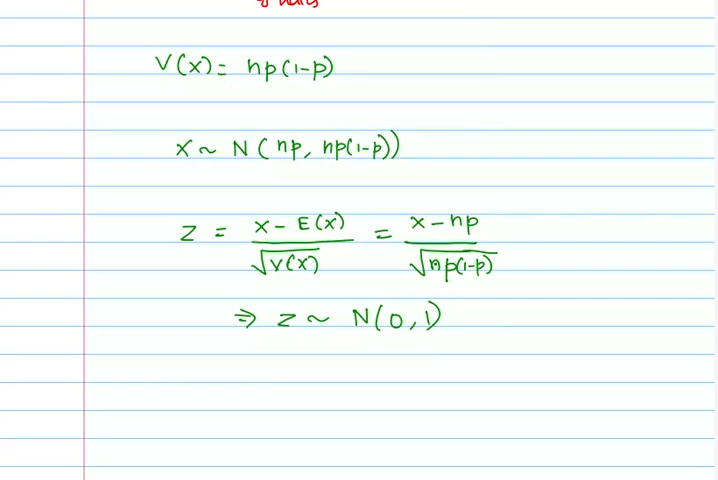 V(x) = np(1-p)
x ~ N(np, np(1-p))
Z = x - E(x) / √V(x) = x - np / √np(1-p)
⇒ Z ~ N(0,1)